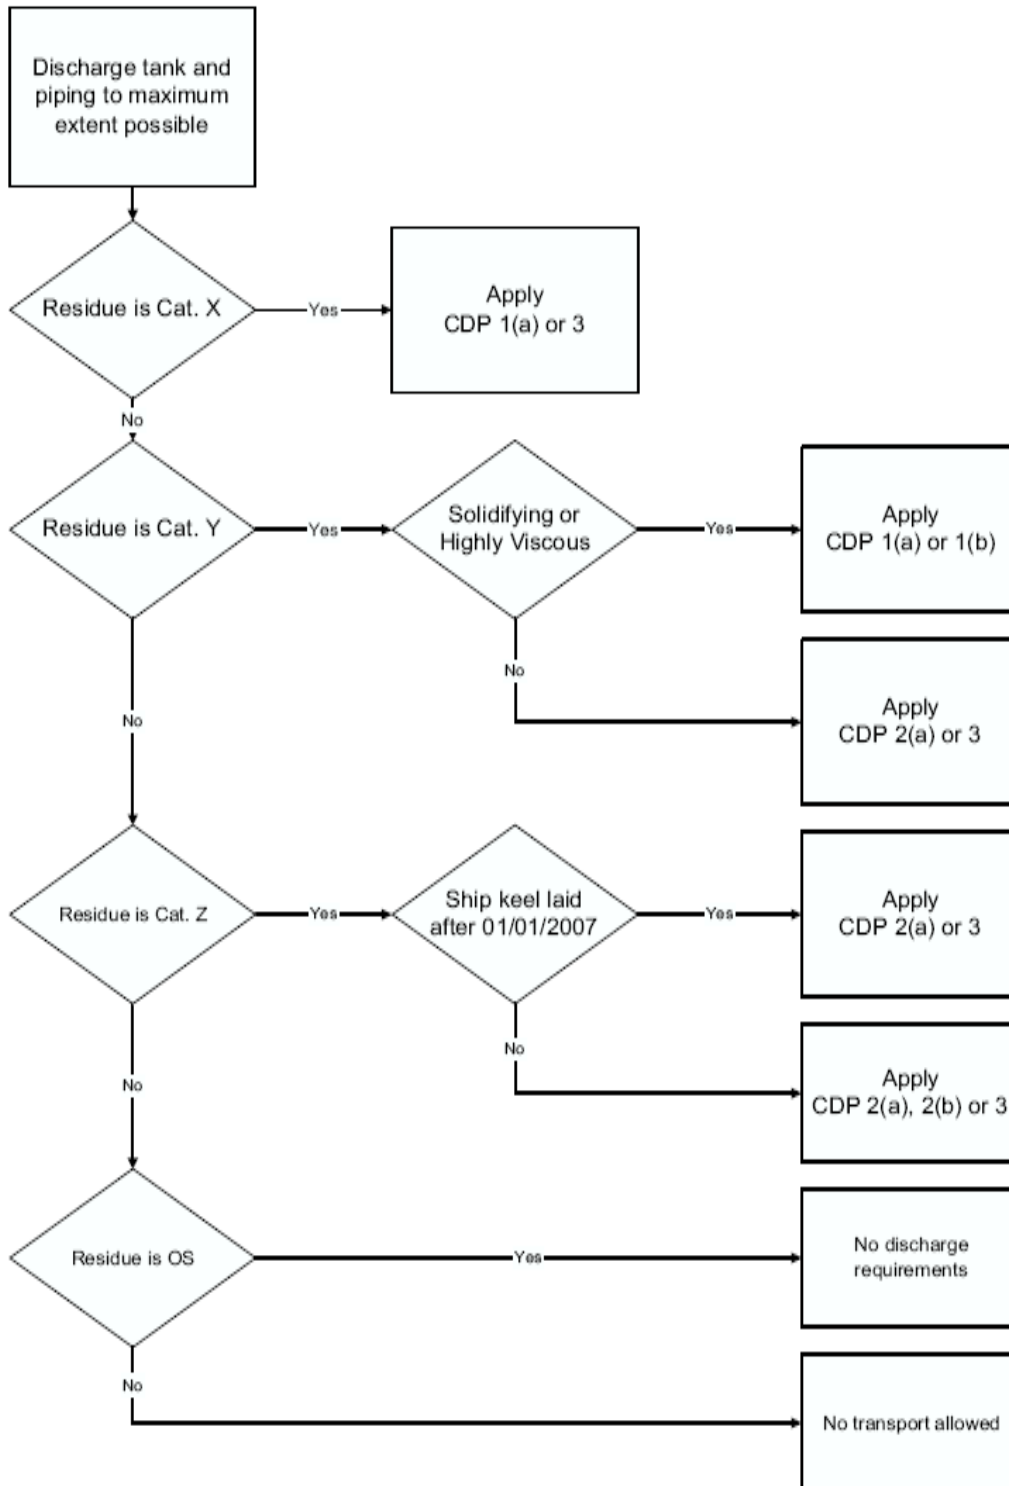 Discharge tank and
piping to maximum
extent possible
Residue is Cat. X
Yes
Apply
CDP 1(a) or 3
No
Residue is Cat. Y
Yes
Solidifying or
Highly Viscous
Yes
Apply
CDP 1(a) or 1(b)
No
Apply
CDP 2(a) or 3
No
Residue is Cat. Z
Yes
Ship keel laid
after 01/01/2007
Yes
Apply
CDP 2(a) or 3
No
Apply
CDP 2(a), 2(b) or 3
No
Residue is OS
Yes
No discharge
requirements
No
No transport allowed